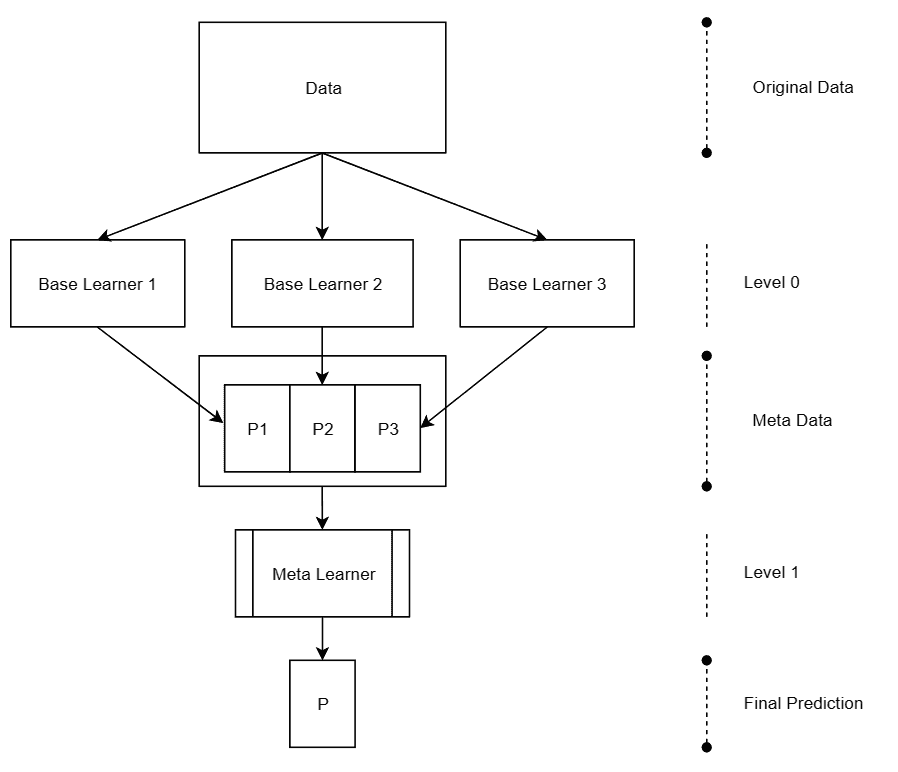 Data
Original Data
Base Learner 1
Base Learner 2
Base Learner 3
Level 0
P1
P2
P3
Meta Data
Meta Learner
Level 1
P
Final Prediction